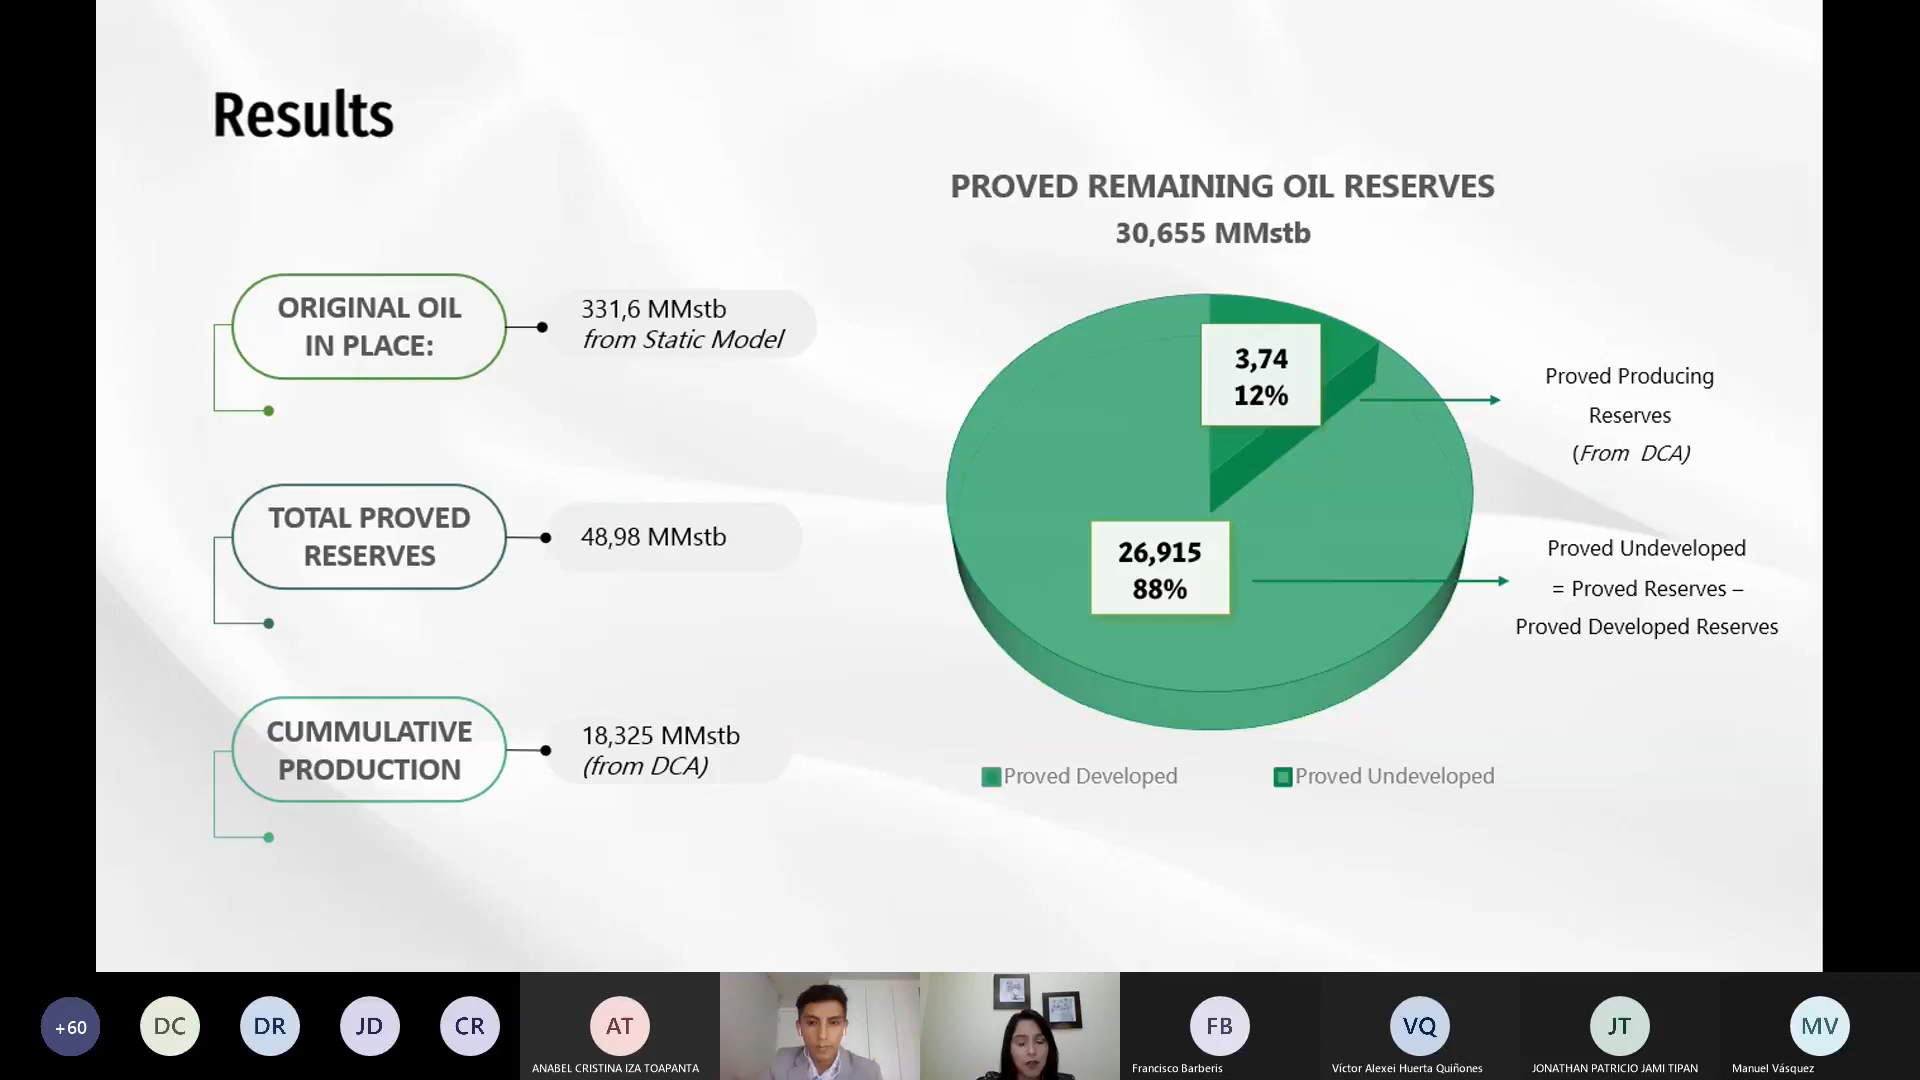 Results
ORIGINAL OIL
IN PLACE:
331,6 MMstb
from Static Model
TOTAL PROVED
RESERVES
48,98 MMstb
CUMMULATIVE
PRODUCTION
18,325 MMstb
(from DCA)
PROVED REMAINING OIL RESERVES
30,655 MMstb
3,74
12%
26,915
88%
Proved Producing
Reserves
(From DCA)
Proved Undeveloped
= Proved Reserves –
Proved Developed Reserves
Proved Developed
Proved Undeveloped
+60
DC
DR
JD
CR
AT
ANABEL CRISTINA IZA TOAPANTA
FB
Francisco Barberis
VQ
Víctor Alexei Huerta Quiñones
JT
JONATHAN PATRICIO JAMI TIPAN
MV
Manuel Vásquez